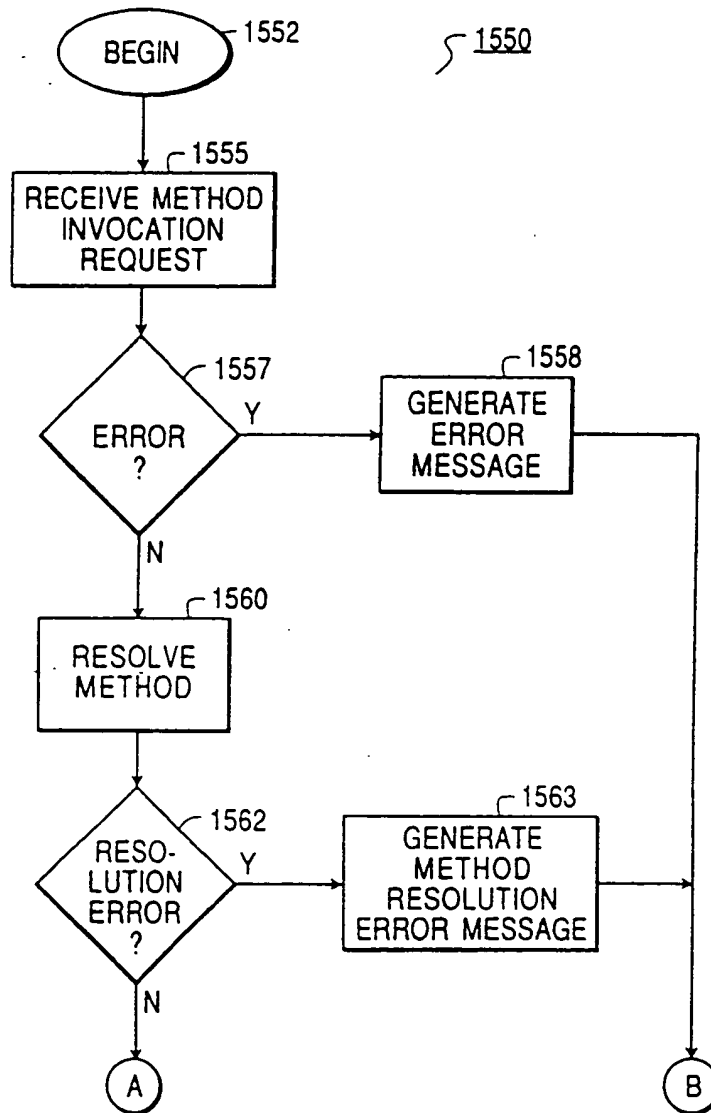 1552
BEGIN
1550
1555
RECEIVE METHOD
INVOCATION
REQUEST
1557
ERROR
?
Y
1558
GENERATE
ERROR
MESSAGE
N
1560
RESOLVE
METHOD
1562
RESO-
LUTION
ERROR
?
Y
1563
GENERATE
METHOD
RESOLUTION
ERROR MESSAGE
N
A
B